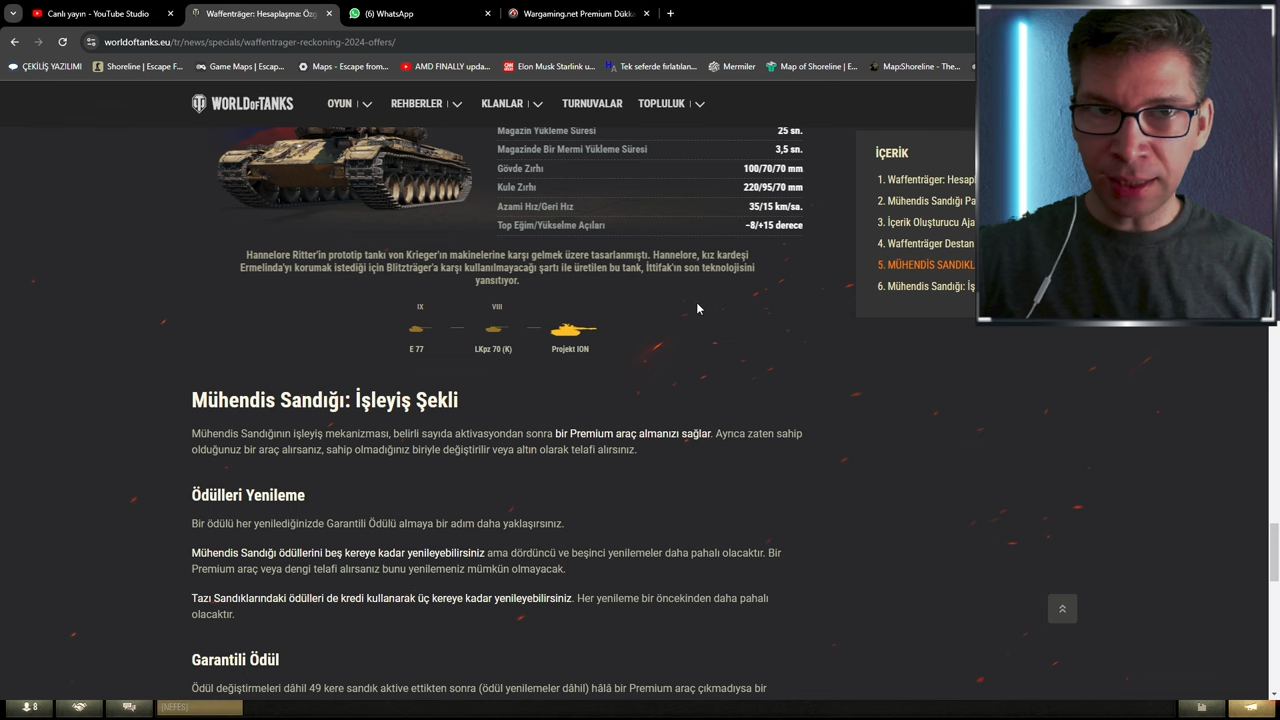 Canlı yayın - YouTube Studio
Waffenträger: Hesaplaşma: Özg
(6) WhatsApp
Wargaming.net Premium Dükka
worldoftanks.eu/tr/news/specials/waffentrager-reckoning-2024-offers/
ÇEKİLİŞ YAZILIMI
Shoreline | Escape F...
Game Maps | Escap...
Maps - Escape from...
AMD FINALLY upda...
Elon Musk Starlink u...
Tek seferde fırlatılan...
Mermiler
Map of Shoreline | E...
Map:Shoreline - The...
WORLD OF TANKS
OYUN
REHBERLER
KLANLAR
TURNUVALAR
TOPLULUK
Magazin Yükleme Süresi 25 sn.
Magazinde Bir Mermi Yükleme Süresi 3,5 sn.
Gövde Zırhı 100/70/70 mm
Kule Zırhı 220/95/70 mm
Azami Hız/Geri Hız 35/15 km/sa.
Top Eğim/Yükselme Açıları −8/+15 derece
Hannelore Ritter'in prototip tankı von Krieger'ın makinelerine karşı gelmek üzere tasarlanmıştı. Hannelore, kız kardeşi
Ermelinda'yı korumak istediği için Blitzträger'a karşı kullanılmayacağı şartı ile üretilen bu tank, İttifak'ın son teknolojisini
yansıtıyor.
IX
VIII
E 77
LKpz 70 (K)
Projekt ION
İÇERİK
1. Waffenträger: Hesapl
2. Mühendis Sandığı Pa
3. İçerik Oluşturucu Aja
4. Waffenträger Destan
5. MÜHENDİS SANDIKL
6. Mühendis Sandığı: İş
Mühendis Sandığı: İşleyiş Şekli
Mühendis Sandığının işleyiş mekanizması, belirli sayıda aktivasyondan sonra bir Premium araç almanızı sağlar. Ayrıca zaten sahip
olduğunuz bir araç alırsanız, sahip olmadığınız biriyle değiştirilir veya altın olarak telafi alırsınız.
Ödülleri Yenileme
Bir ödülü her yenilediğinizde Garantili Ödülü almaya bir adım daha yaklaşırsınız.
Mühendis Sandığı ödüllerini beş kereye kadar yenileyebilirsiniz ama dördüncü ve beşinci yenilemeler daha pahalı olacaktır. Bir
Premium araç veya dengi telafi alırsanız bunu yenilemeniz mümkün olmayacak.
Tazı Sandıklarındaki ödülleri de kredi kullanarak üç kereye kadar yenileyebilirsiniz. Her yenileme bir öncekinden daha pahalı
olacaktır.
Garantili Ödül
Ödül değiştirmeleri dâhil 49 kere sandık aktive ettikten sonra (ödül yenilemeler dâhil) hâlâ bir Premium araç çıkmadıysa bir
8
[NEFES]